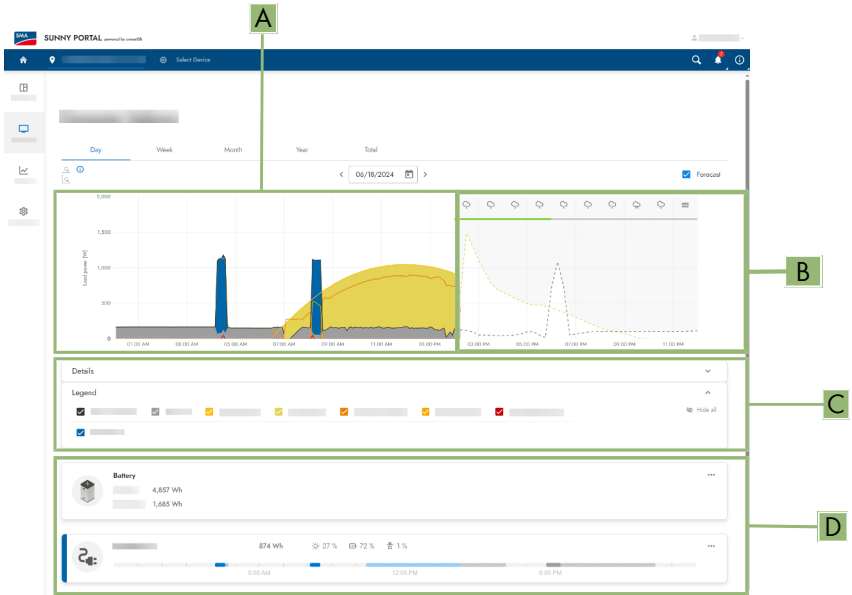 A
SMA
SUNNY PORTAL powered by ennexOS
Select Device
Day Week Month Year Total
06/18/2024
Forecast
2,000
1,500
1,000
500
0
Load power [W]
01:00 AM 03:00 AM 05:00 AM 07:00 AM 09:00 AM 11:00 AM 01:00 PM 03:00 PM 05:00 PM 07:00 PM 09:00 PM 11:00 PM
B
Details
Legend
Hide all
C
Battery
4,857 Wh
1,685 Wh
D
874 Wh 27 % 72 % 1 %
6:00 AM 12:00 PM 6:00 PM